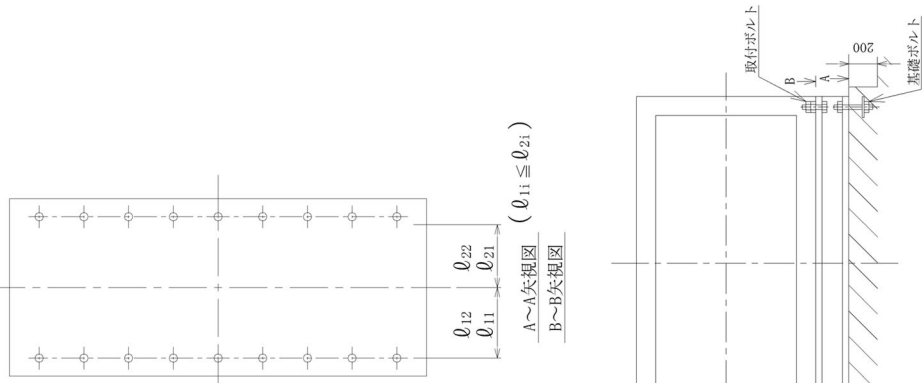 取付ボルト
B
A
200
基礎ボルト
ℓ22
ℓ21
(ℓ1i≦ℓ2i)
ℓ12
ℓ11
A～A矢視図
B～B矢視図